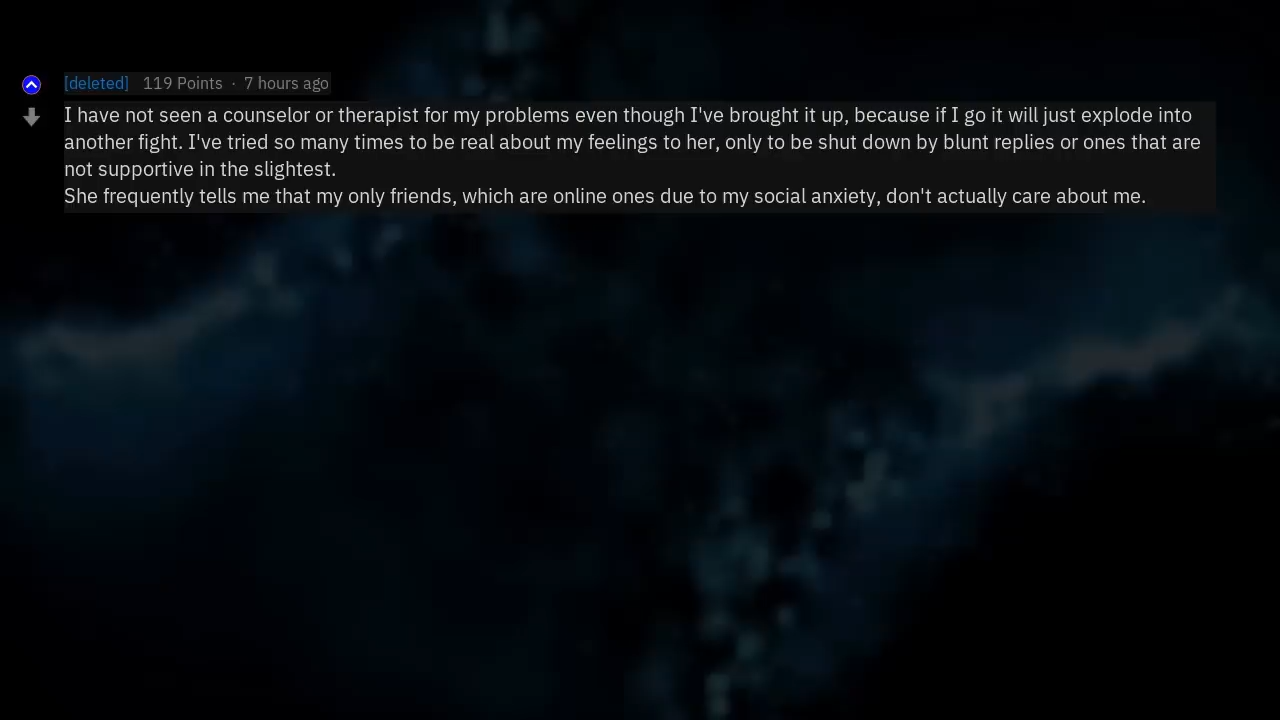 [deleted] 119 Points · 7 hours ago
I have not seen a counselor or therapist for my problems even though I've brought it up, because if I go it will just explode into
another fight. I've tried so many times to be real about my feelings to her, only to be shut down by blunt replies or ones that are
not supportive in the slightest.
She frequently tells me that my only friends, which are online ones due to my social anxiety, don't actually care about me.